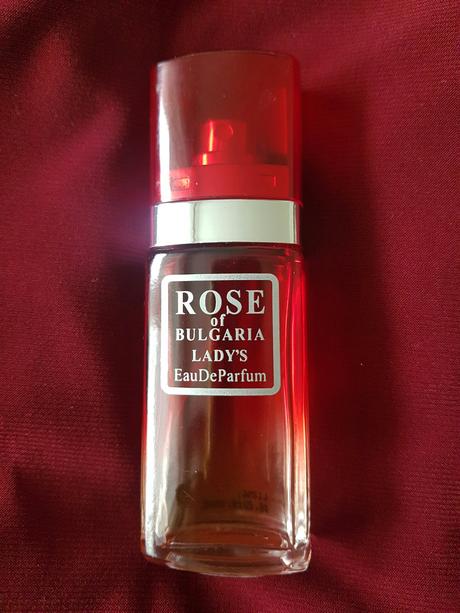 ROSE
of
BULGARIA
LADY'S
EauDeParfum